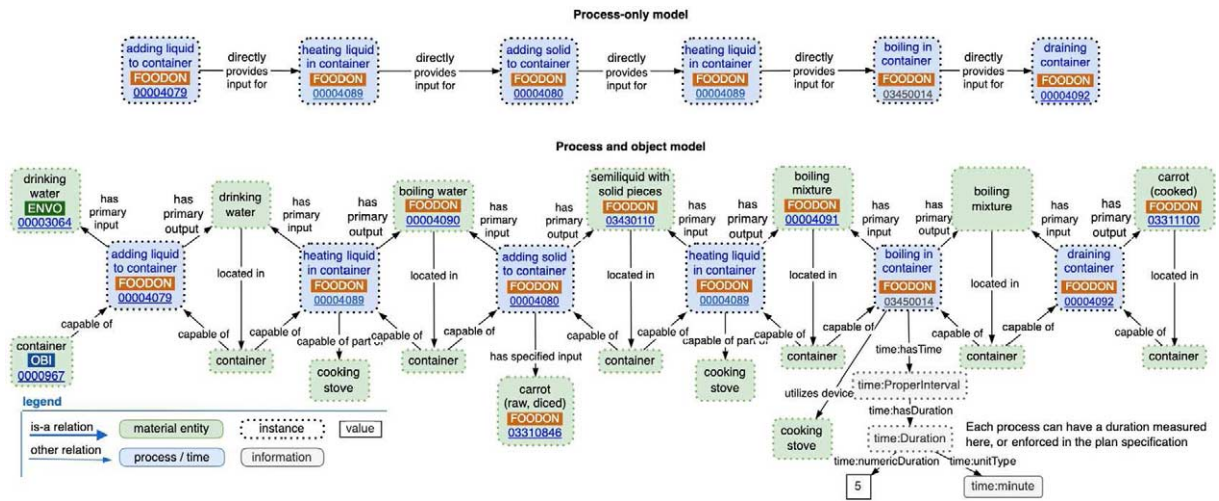 Process-only model
adding liquid
to container
FOODON
00004079
directly
provides
input for
heating liquid
in container
FOODON
00004089
directly
provides
input for
adding solid
to container
FOODON
00004080
directly
provides
input for
heating liquid
in container
FOODON
00004089
directly
provides
input for
boiling in
container
FOODON
03450014
directly
provides
input for
draining
container
FOODON
00004092
Process and object model
drinking
water
ENVO
00003064
has
primary
input
has
primary
output
drinking
water
has
primary
input
has
primary
output
boiling water
FOODON
00004090
has
primary
input
has
primary
output
semiliquid with
solid pieces
FOODON
03430110
has
primary
input
has
primary
output
boiling
mixture
FOODON
00004091
has
primary
input
has
primary
output
boiling
mixture
has
primary
input
has
primary
output
carrot
(cooked)
FOODON
03311100
adding liquid
to container
FOODON
00004079
located in
heating liquid
in container
FOODON
00004089
located in
adding solid
to container
FOODON
00004080
located in
heating liquid
in container
FOODON
00004089
located in
boiling in
container
FOODON
03450014
located in
draining
container
FOODON
00004092
located in
container
OBI
0000967
capable of
capable of
container
capable of
capable of part of
cooking
stove
capable of
container
capable of
has specified input
carrot
(raw, diced)
FOODON
03310846
capable of
container
capable of
capable of part of
cooking
stove
capable of
container
capable of
utilizes device
cooking
stove
time:hasTime
time:ProperInterval
time:hasDuration
time:Duration
time:numericDuration
time:unitType
5
time:minute
capable of
container
capable of
capable of
container
Each process can have a duration measured
here, or enforced in the plan specification
legend
is-a relation
other relation
material entity
process / time
instance
information
value